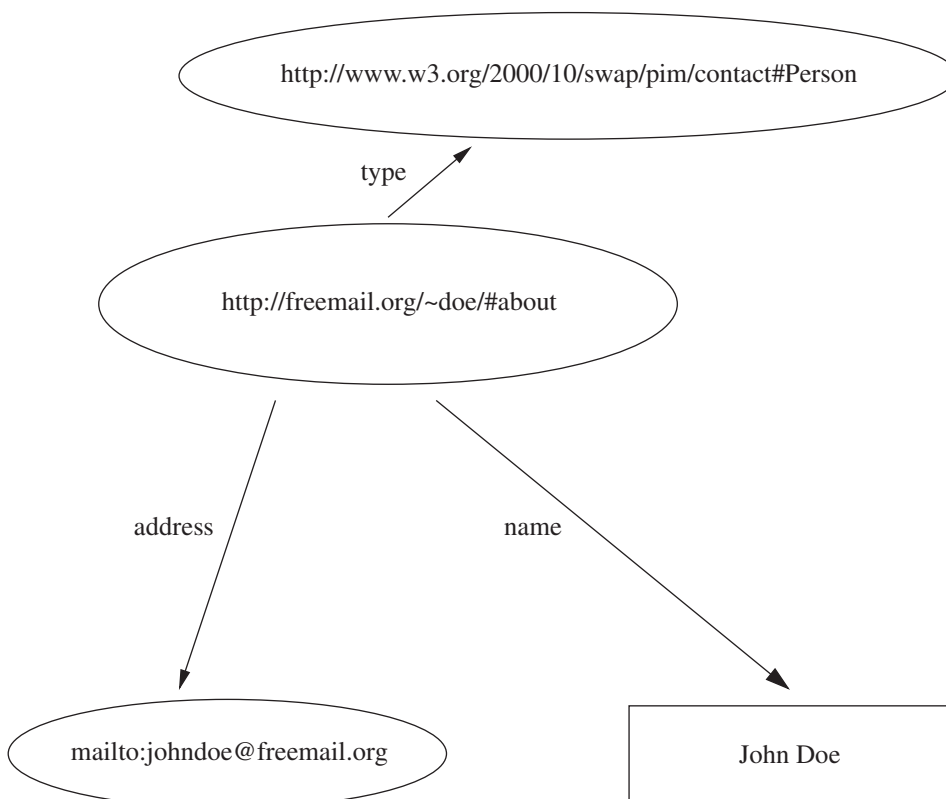 http://www.w3.org/2000/10/swap/pim/contact#Person
type
http://freemail.org/~doe/#about
address
name
mailto:johndoe@freemail.org
John Doe